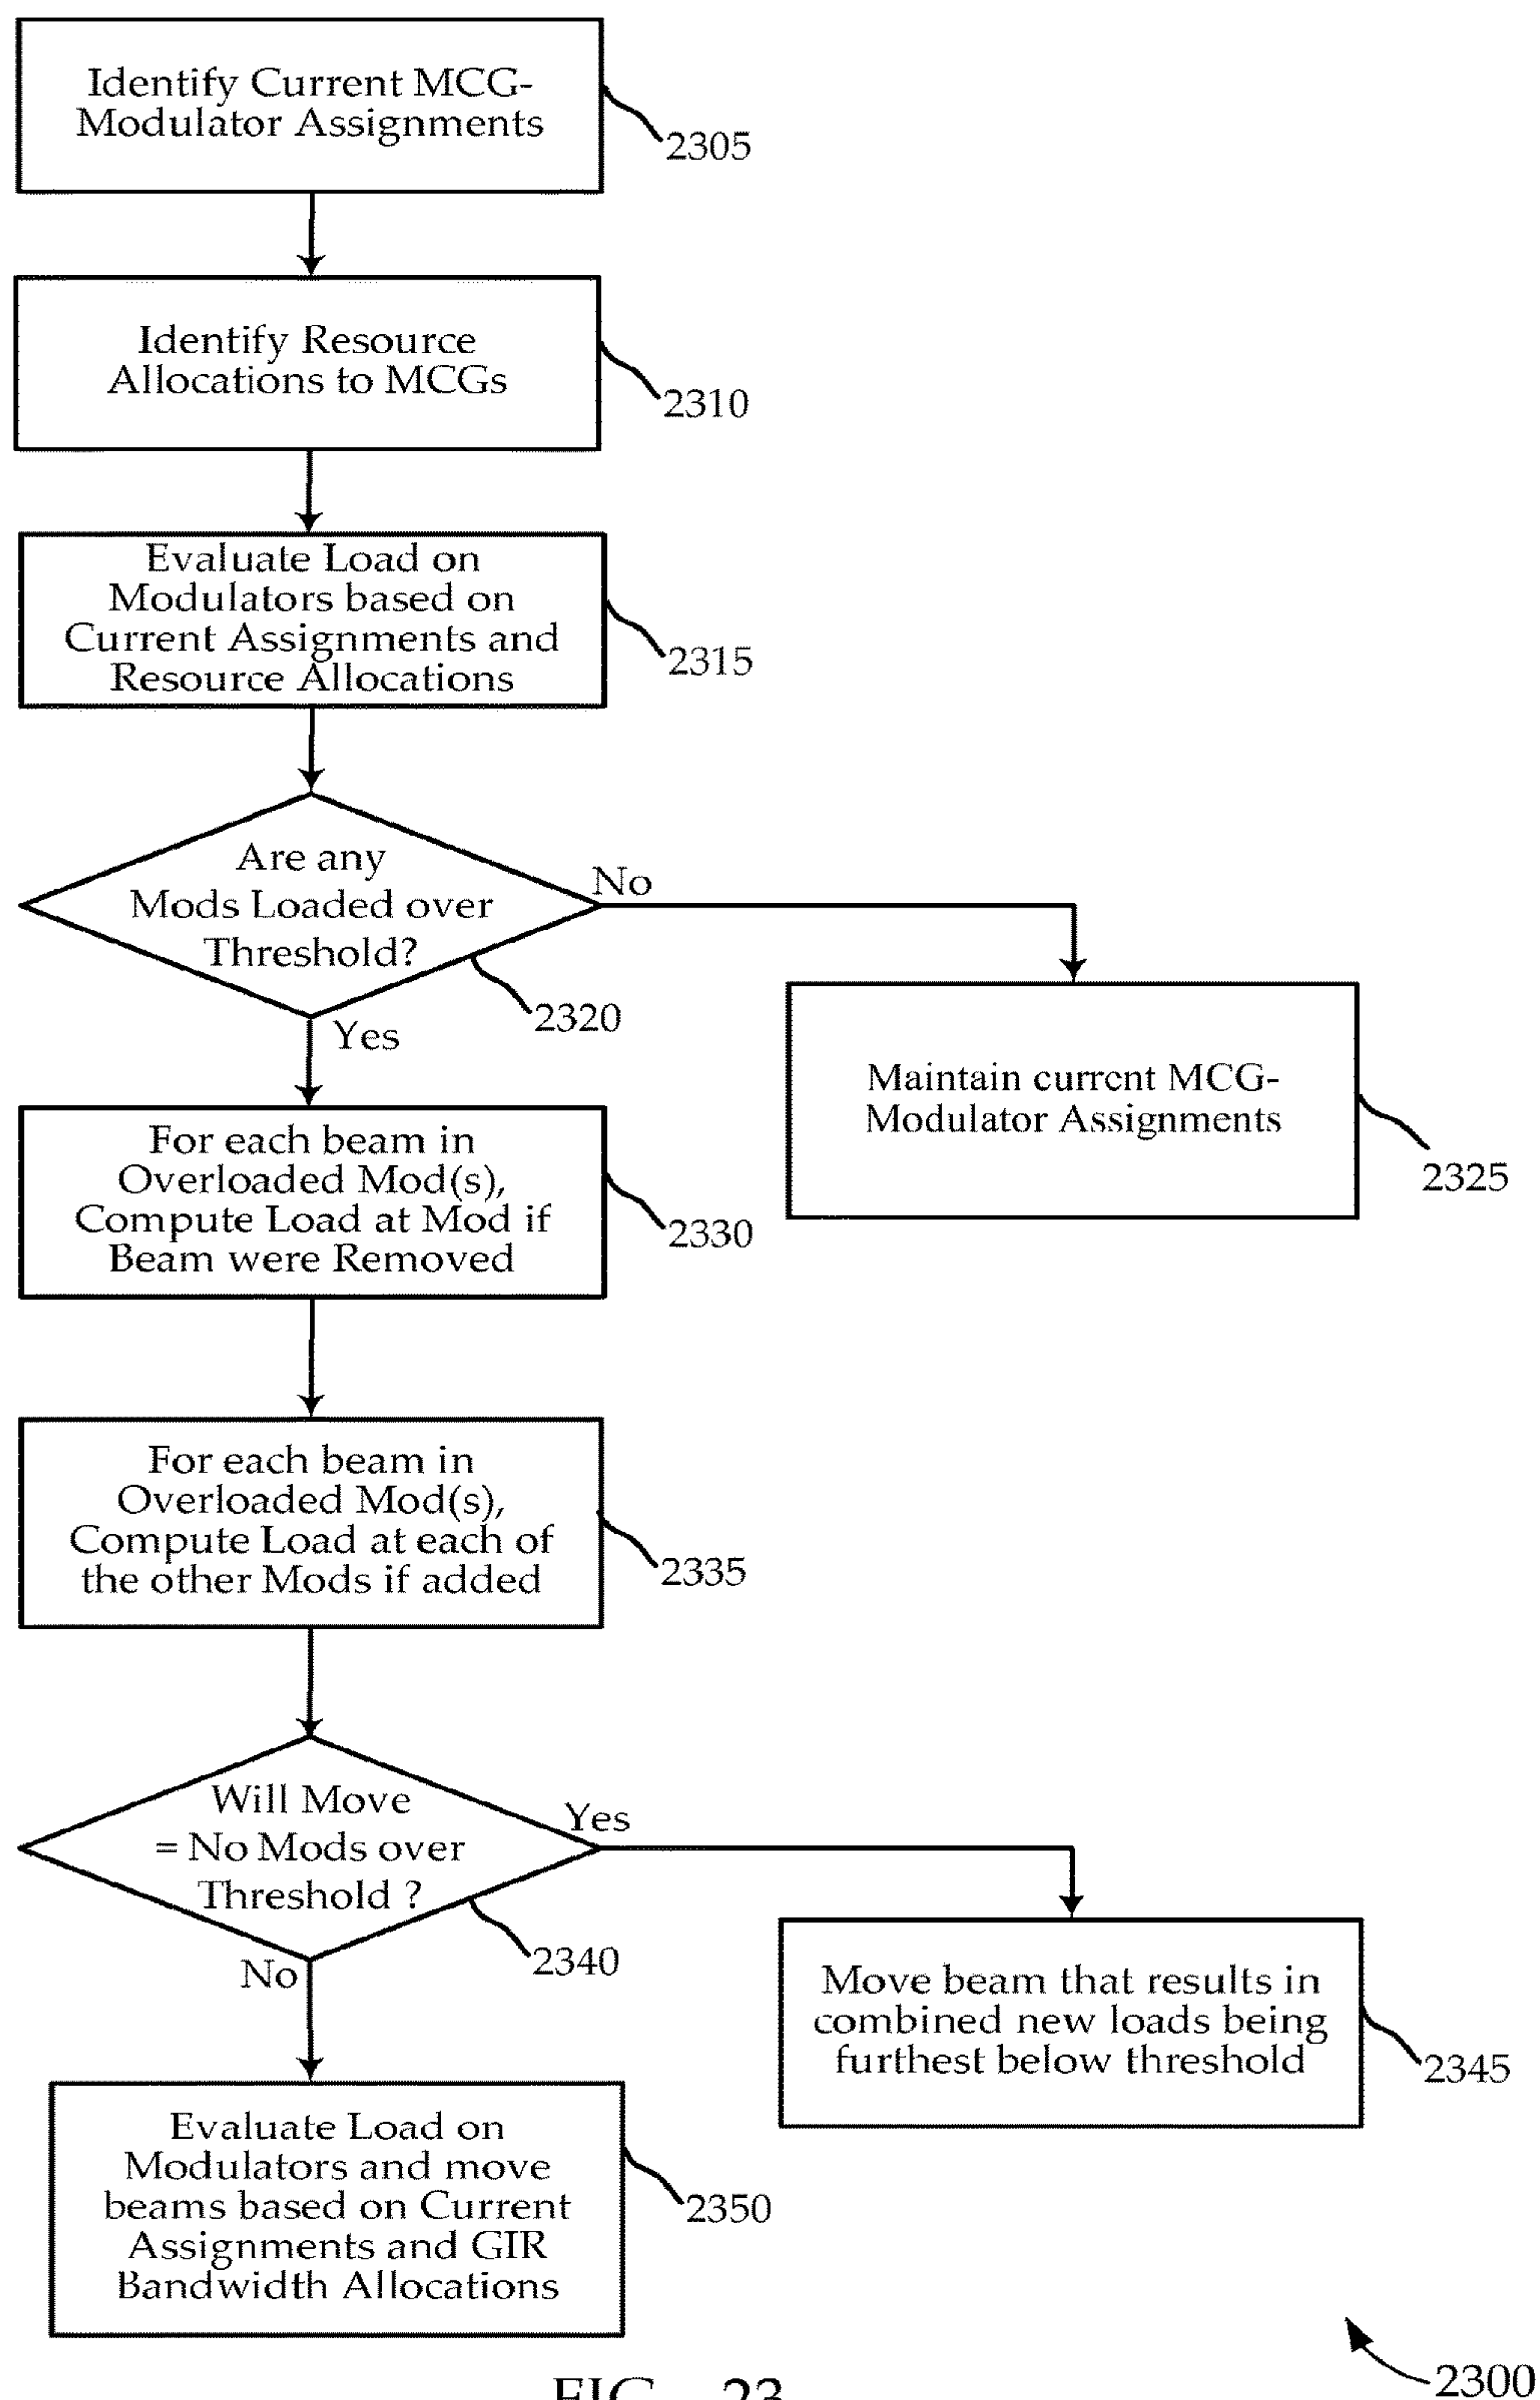 Identify Current MCG-
Modulator Assignments
2305
Identify Resource
Allocations to MCGs
2310
Evaluate Load on
Modulators based on
Current Assignments and
Resource Allocations
2315
Are any
Mods Loaded over
Threshold?
No
2320
Yes
Maintain current MCG-
Modulator Assignments
2325
For each beam in
Overloaded Mod(s),
Compute Load at Mod if
Beam were Removed
2330
For each beam in
Overloaded Mod(s),
Compute Load at each of
the other Mods if added
2335
Will Move
= No Mods over
Threshold ?
Yes
2340
No
Move beam that results in
combined new loads being
furthest below threshold
2345
Evaluate Load on
Modulators and move
beams based on Current
Assignments and GIR
Bandwidth Allocations
2350
2300
FIG. 23